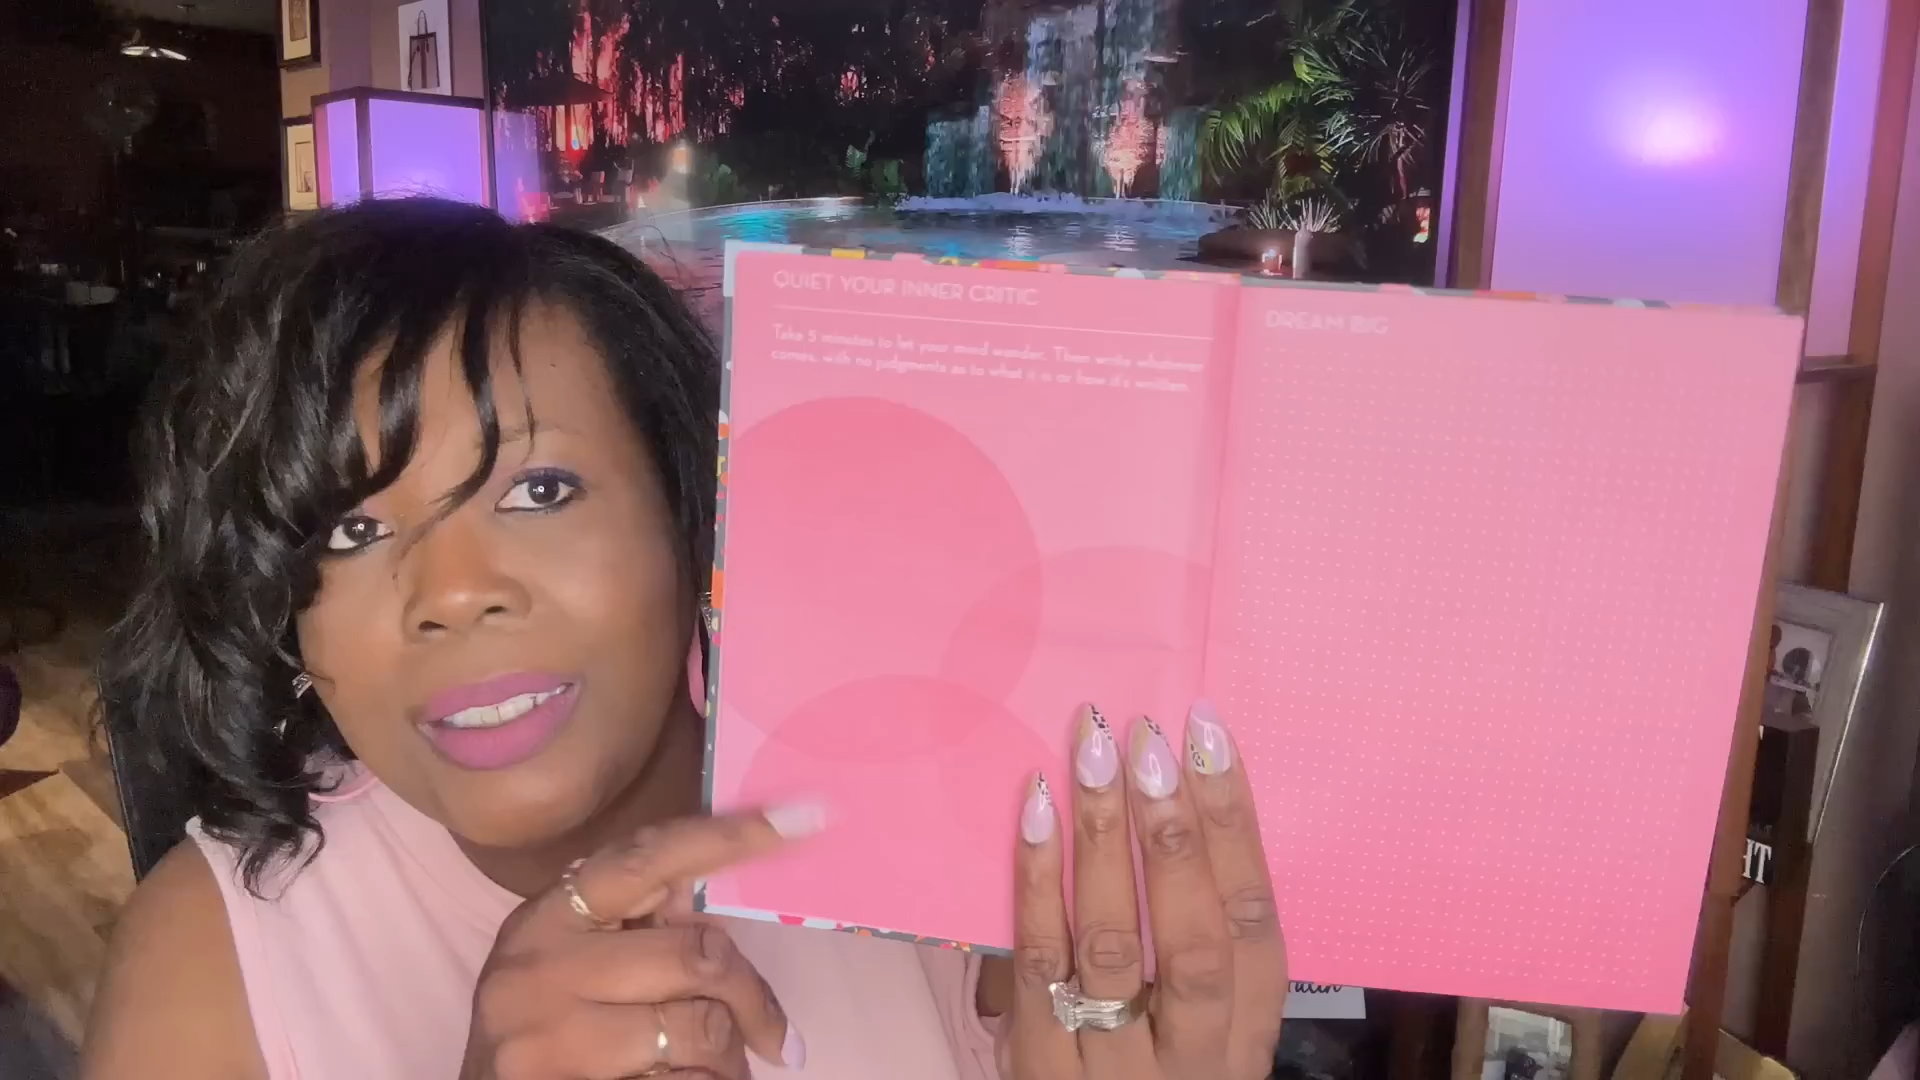 QUIET YOUR INNER CRITIC
Take 5 minutes to let your mind wander. Then write whatever
comes, with no judgments as to what it is or how it's written.
DREAM BIG
HT